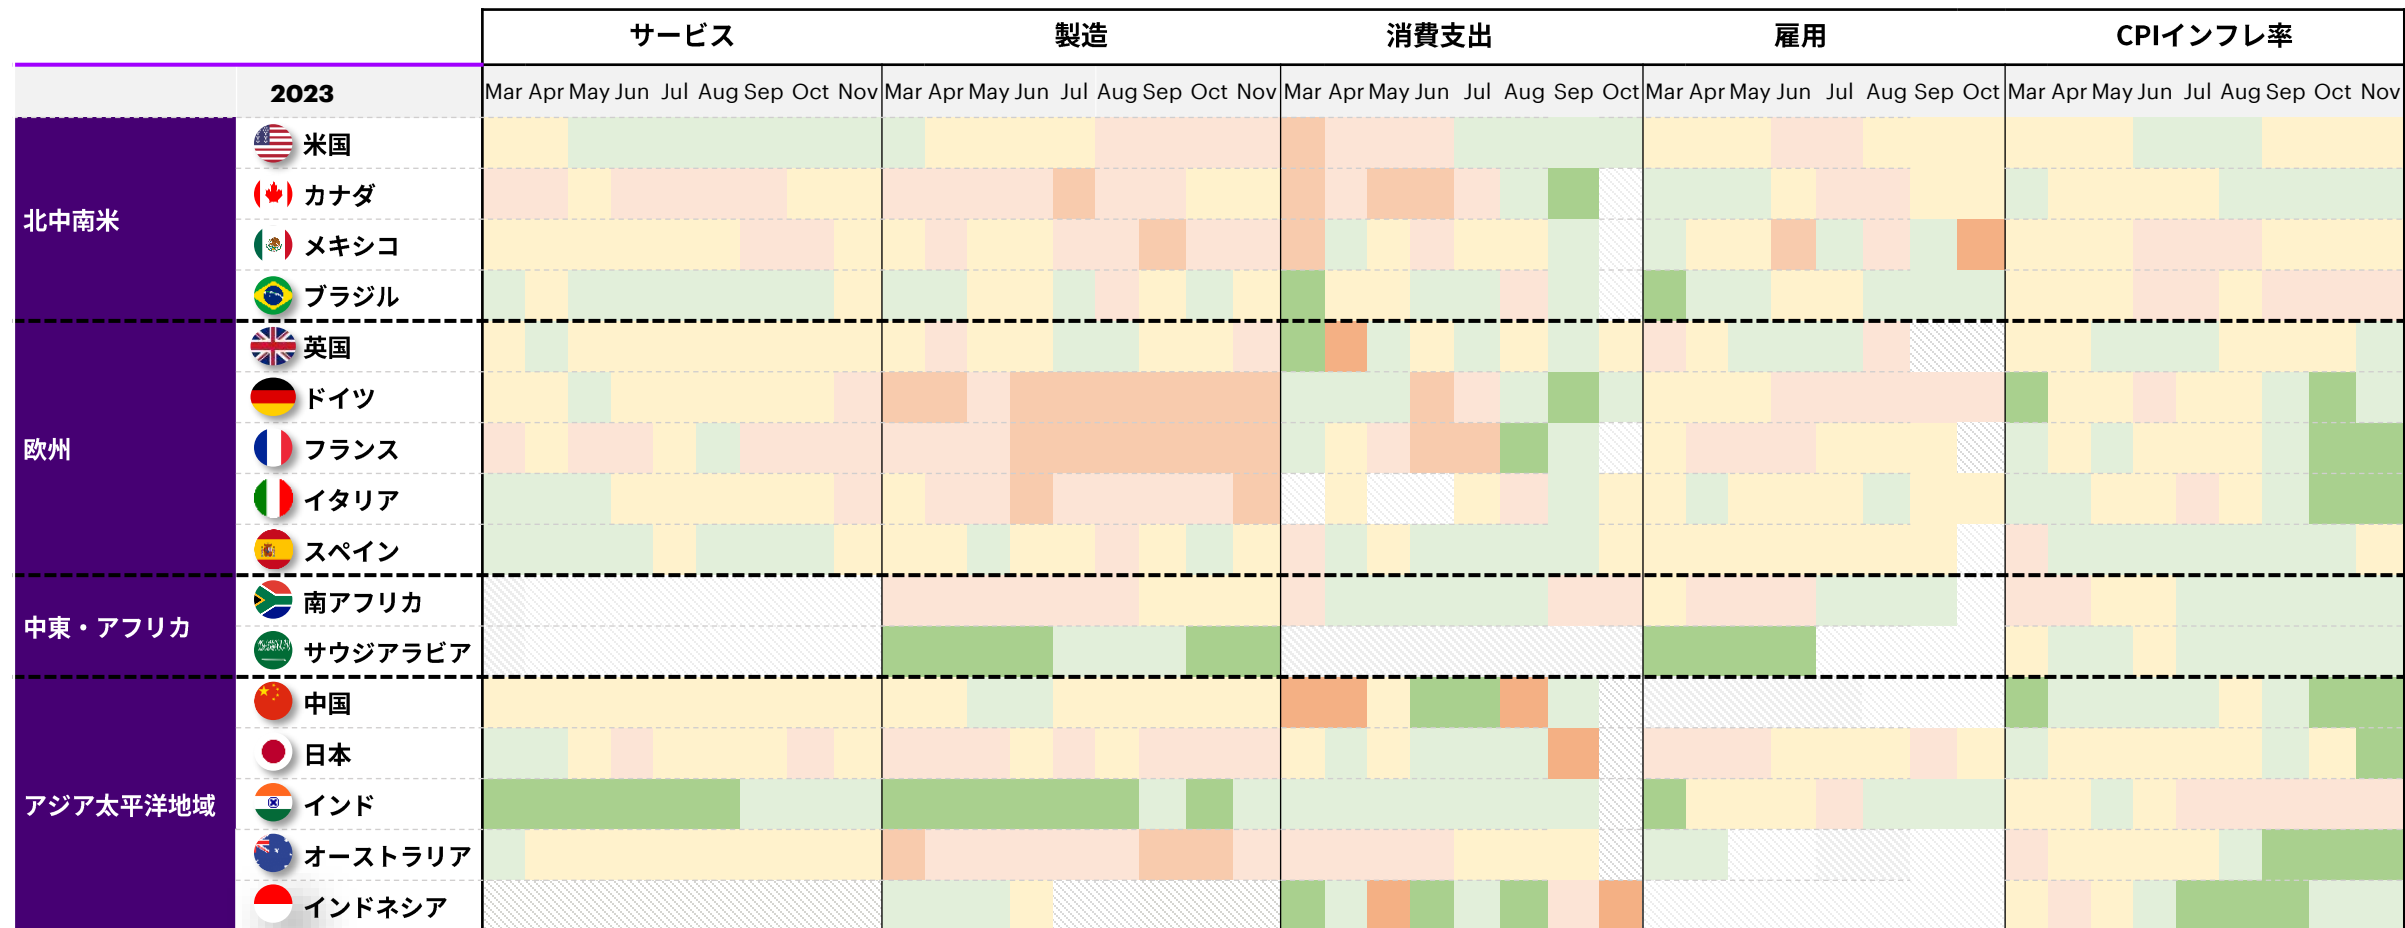 サービス 製造 消費支出 雇用 CPIインフレ率
2023 Mar Apr May Jun Jul Aug Sep Oct Nov Mar Apr May Jun Jul Aug Sep Oct Nov Mar Apr May Jun Jul Aug Sep Oct Mar Apr May Jun Jul Aug Sep Oct Mar Apr May Jun Jul Aug Sep Oct Nov
北中南米
米国
カナダ
メキシコ
ブラジル
欧州
英国
ドイツ
フランス
イタリア
スペイン
中東・アフリカ
南アフリカ
サウジアラビア
アジア太平洋地域
中国
日本
インド
オーストラリア
インドネシア